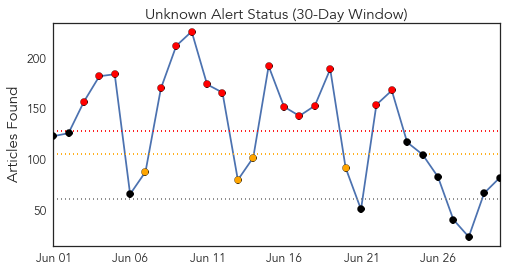 Unknown Alert Status (30-Day Window)
Articles Found
200
150
100
50
Jun 01
Jun 06
Jun 11
Jun 16
Jun 21
Jun 26